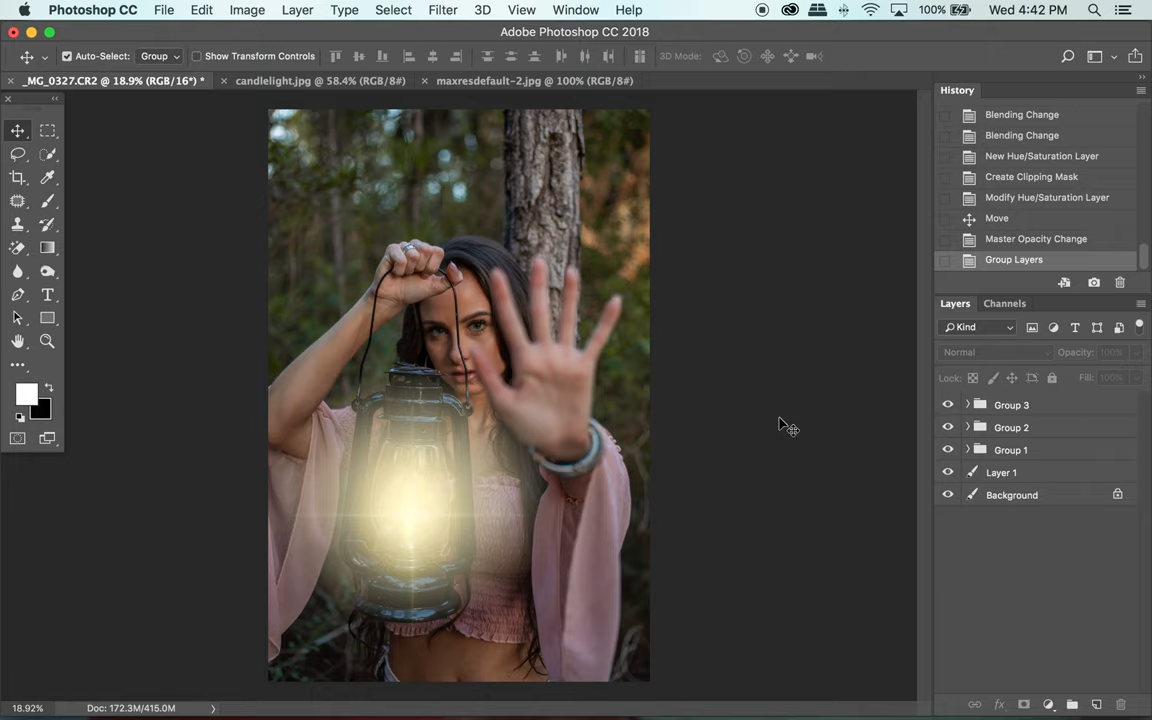 Photoshop CC File Edit Image Layer Type Select Filter 3D View Window Help 100% Wed 4:42 PM
Adobe Photoshop CC 2018
Auto-Select: Group Show Transform Controls 3D Mode:
_MG_0327.CR2 @ 18.9% (RGB/16*) * candlelight.jpg @ 58.4% (RGB/8#) maxresdefault-2.jpg @ 100% (RGB/8#)
History
Blending Change
Blending Change
New Hue/Saturation Layer
Create Clipping Mask
Modify Hue/Saturation Layer
Move
Master Opacity Change
Group Layers
Layers Channels
Kind
Normal Opacity: 100%
Lock: Fill: 100%
Group 3
Group 2
Group 1
Layer 1
Background
18.92% Doc: 172.3M/415.0M